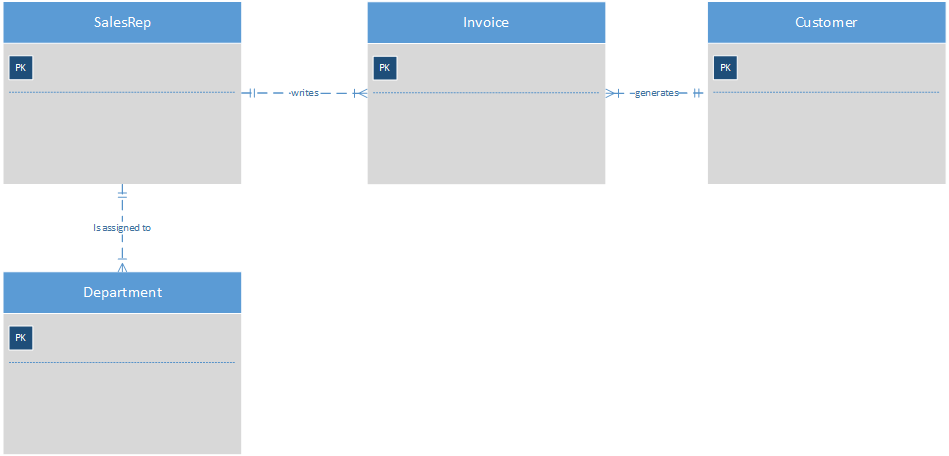 SalesRep
Invoice
Customer
PK
PK
PK
writes
generates
Is assigned to
Department
PK